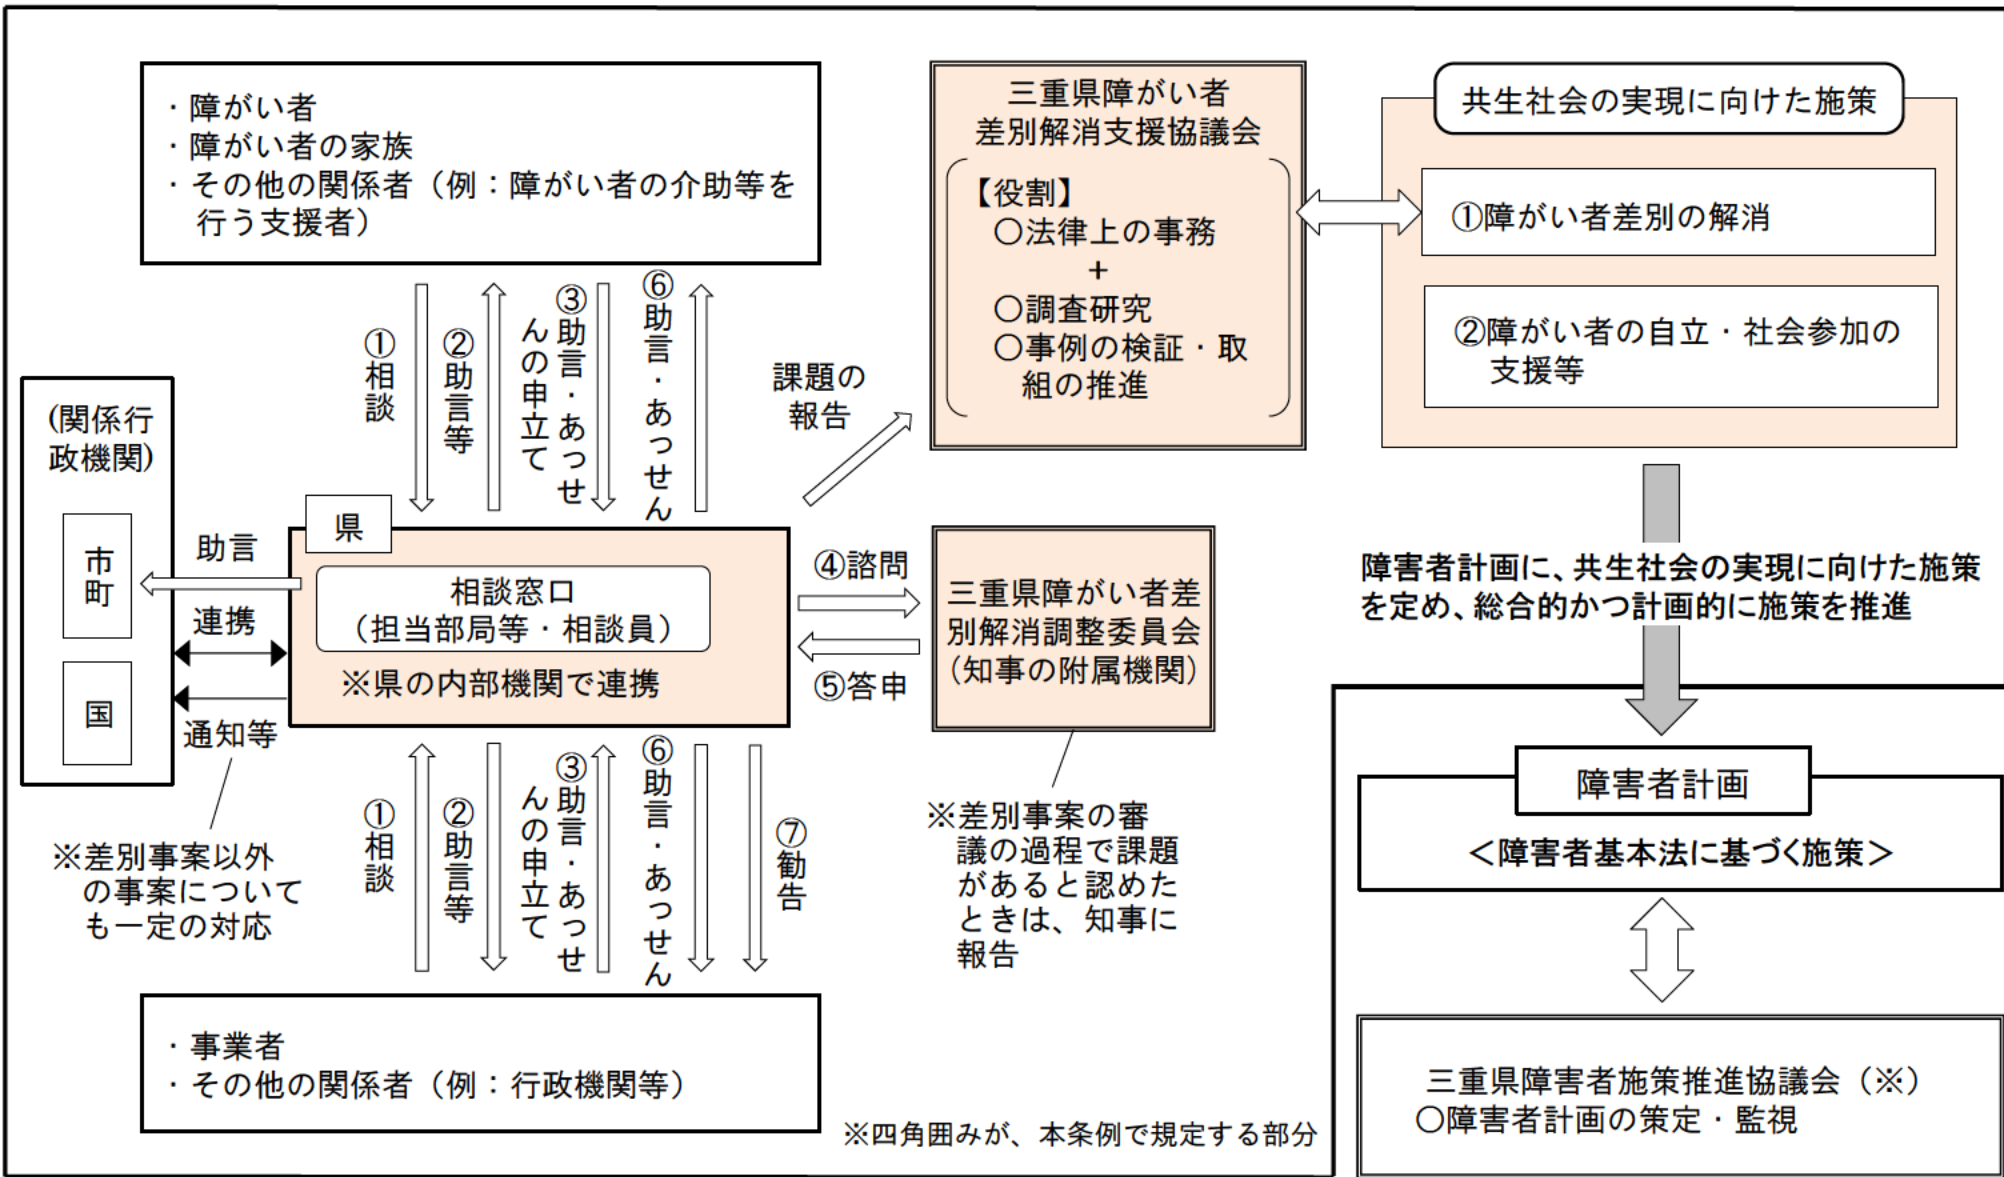 ・障がい者
・障がい者の家族
・その他の関係者（例：障がい者の介助等を
行う支援者）
三重県障がい者
差別解消支援協議会
【役割】
○法律上の事務
+
○調査研究
○事例の検証・取
組の推進
共生社会の実現に向けた施策
①障がい者差別の解消
②障がい者の自立・社会参加の
支援等
①相談
②助言等
③助言・あっせ
んの申立て
⑥助言・あっせん
課題の
報告
(関係行
政機関)
市町
国
助言
連携
通知等
県
相談窓口
（担当部局等・相談員）
※県の内部機関で連携
④諮問
⑤答申
三重県障がい者差
別解消調整委員会
（知事の附属機関）
障害者計画に、共生社会の実現に向けた施策
を定め、総合的かつ計画的に施策を推進
※差別事案以外
の事案について
も一定の対応
①相談
②助言等
③助言・あっせ
んの申立て
⑥助言・あっせん
⑦勧告
※差別事案の審
議の過程で課題
があると認めた
ときは、知事に
報告
障害者計画
＜障害者基本法に基づく施策＞
・事業者
・その他の関係者（例：行政機関等）
※四角囲みが、本条例で規定する部分
三重県障害者施策推進協議会（※）
○障害者計画の策定・監視